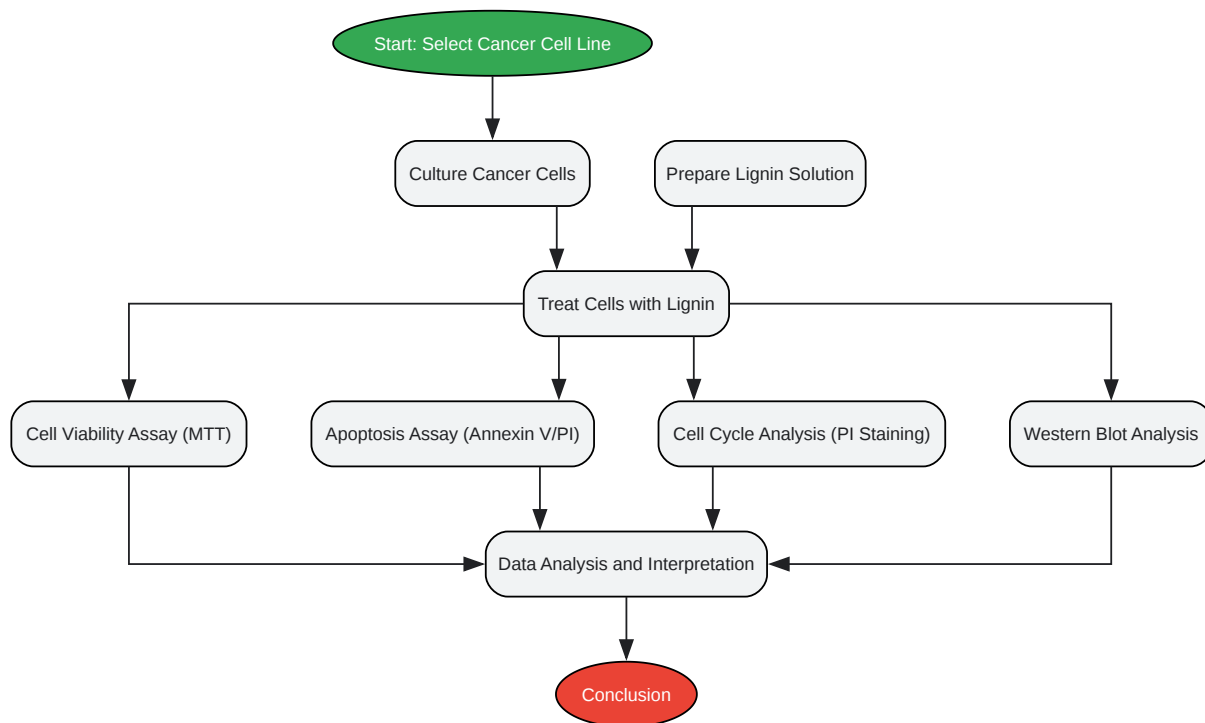 Start: Select Cancer Cell Line
Culture Cancer Cells
Prepare Lignin Solution
Treat Cells with Lignin
Cell Viability Assay (MTT)
Apoptosis Assay (Annexin V/PI)
Cell Cycle Analysis (PI Staining)
Western Blot Analysis
Data Analysis and Interpretation
Conclusion